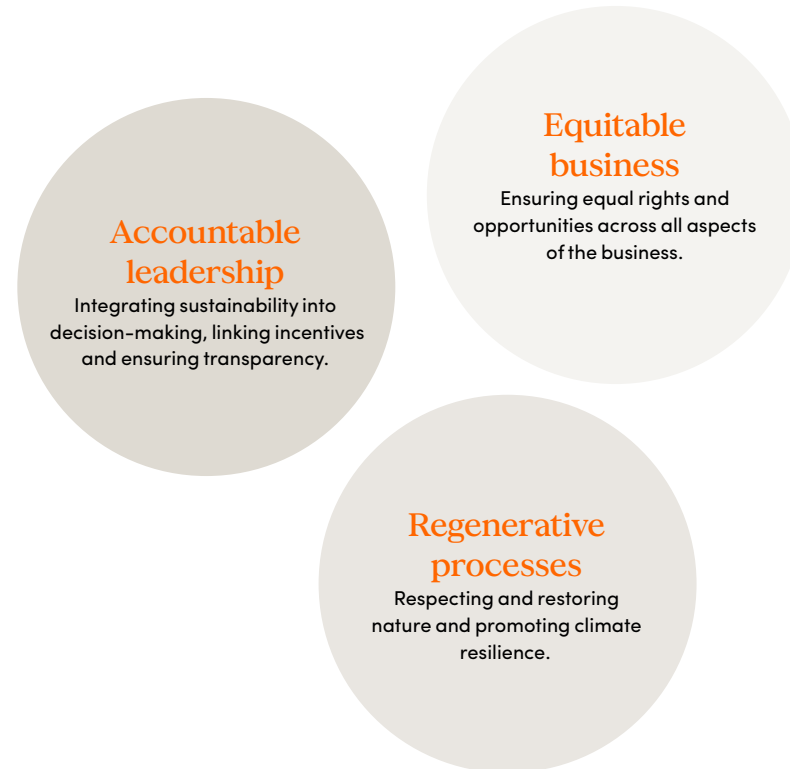 Equitable
business
Ensuring equal rights and
opportunities across all aspects
of the business.
Accountable
leadership
Integrating sustainability into
decision-making, linking incentives
and ensuring transparency.
Regenerative
processes
Respecting and restoring
nature and promoting climate
resilience.